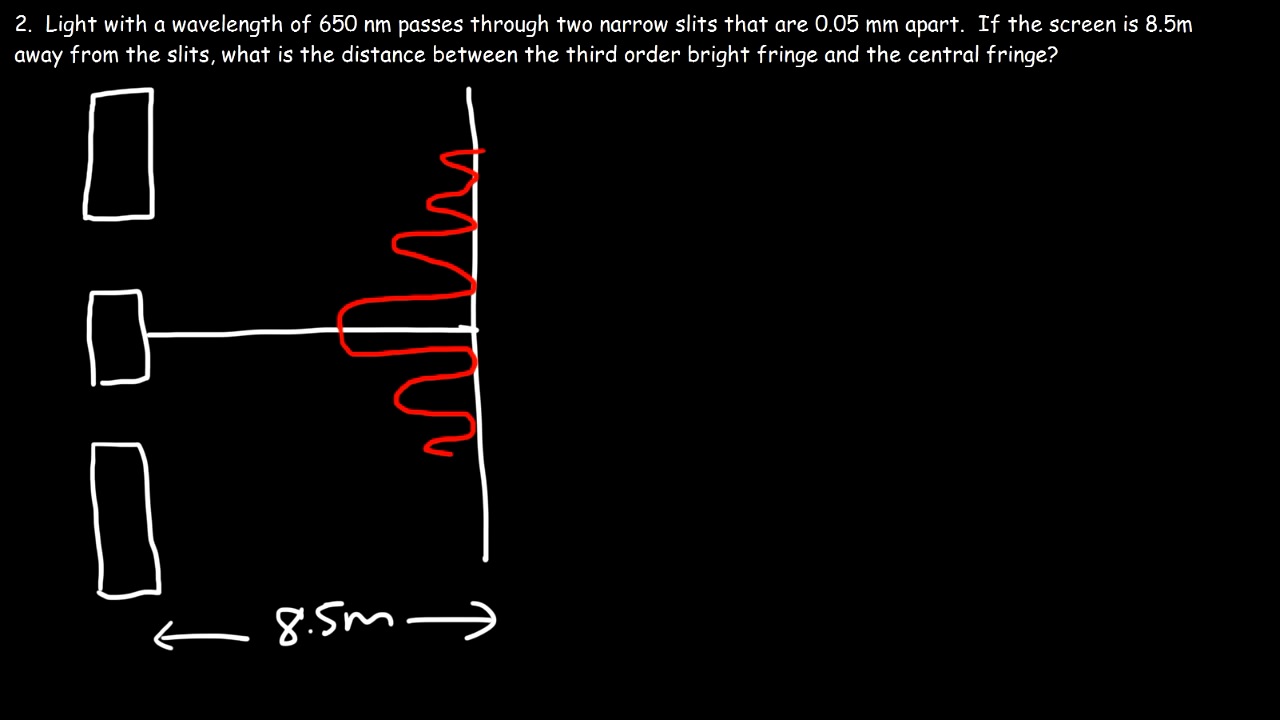 2. Light with a wavelength of 650 nm passes through two narrow slits that are 0.05 mm apart. If the screen is 8.5m
away from the slits, what is the distance between the third order bright fringe and the central fringe?
8.5m